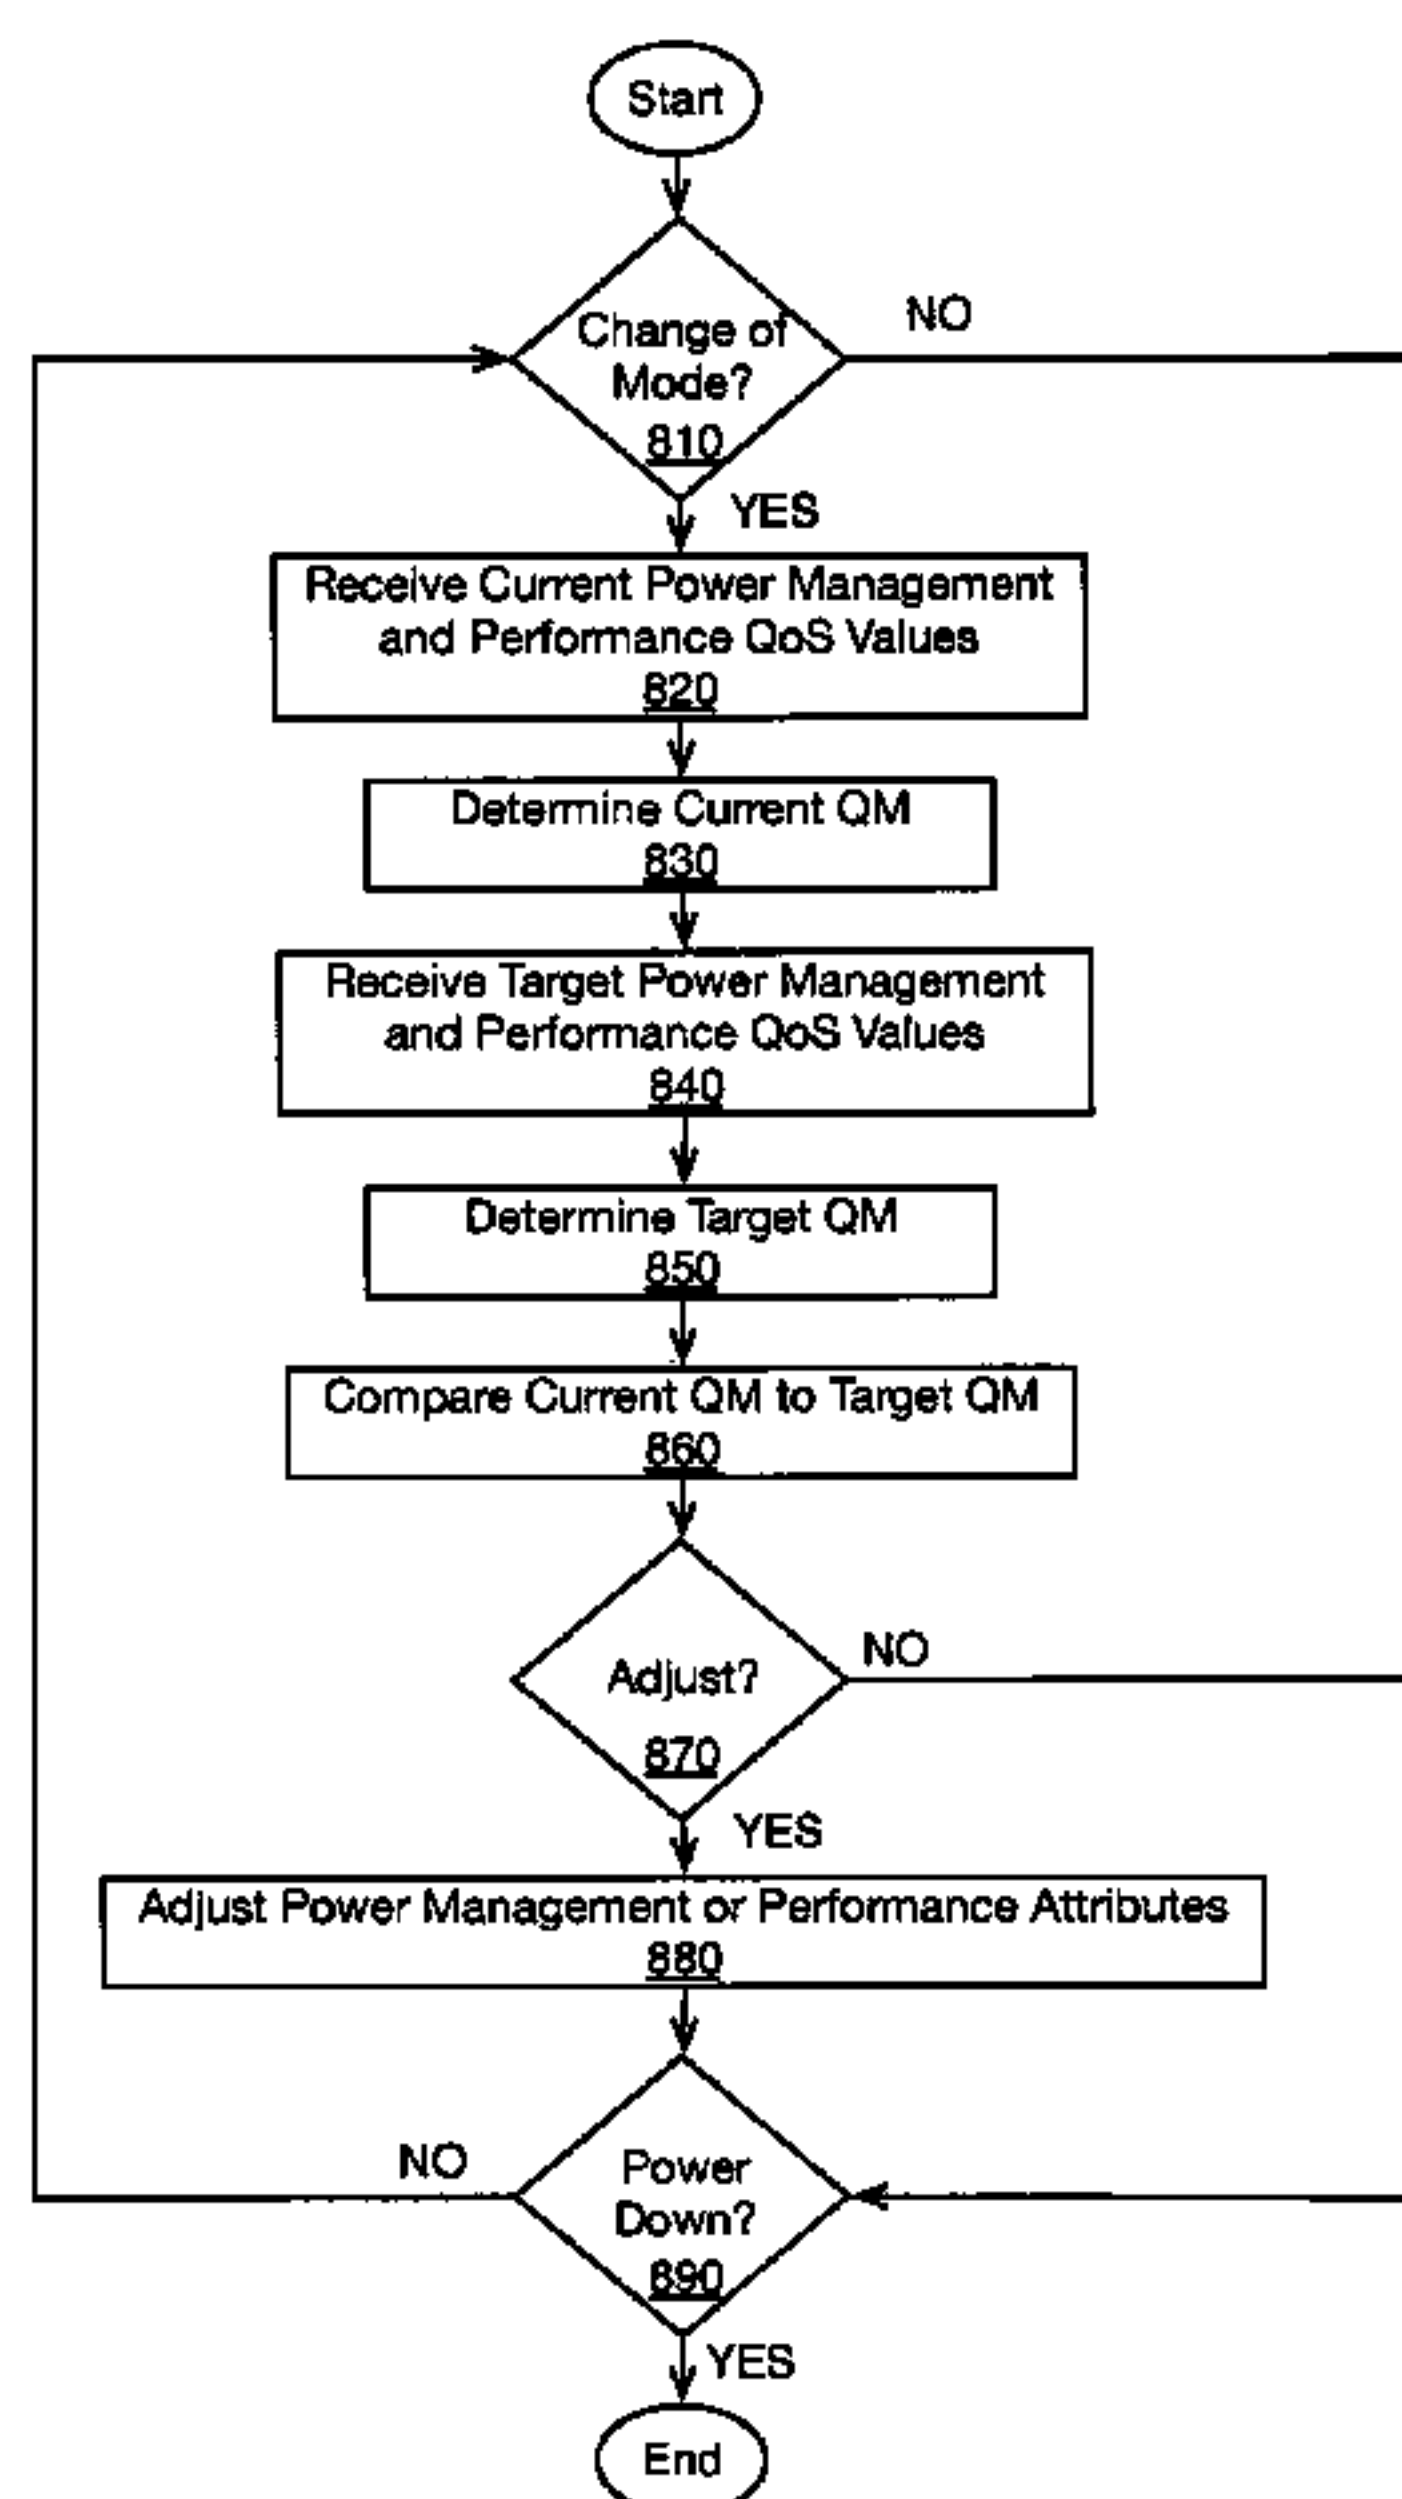 Start
Change of
Mode?
810
NO
YES
Receive Current Power Management
and Performance QoS Values
820
Determine Current QM
830
Receive Target Power Management
and Performance QoS Values
840
Determine Target QM
850
Compare Current QM to Target QM
860
Adjust?
870
NO
YES
Adjust Power Management or Performance Attributes
880
Power
Down?
890
NO
YES
End